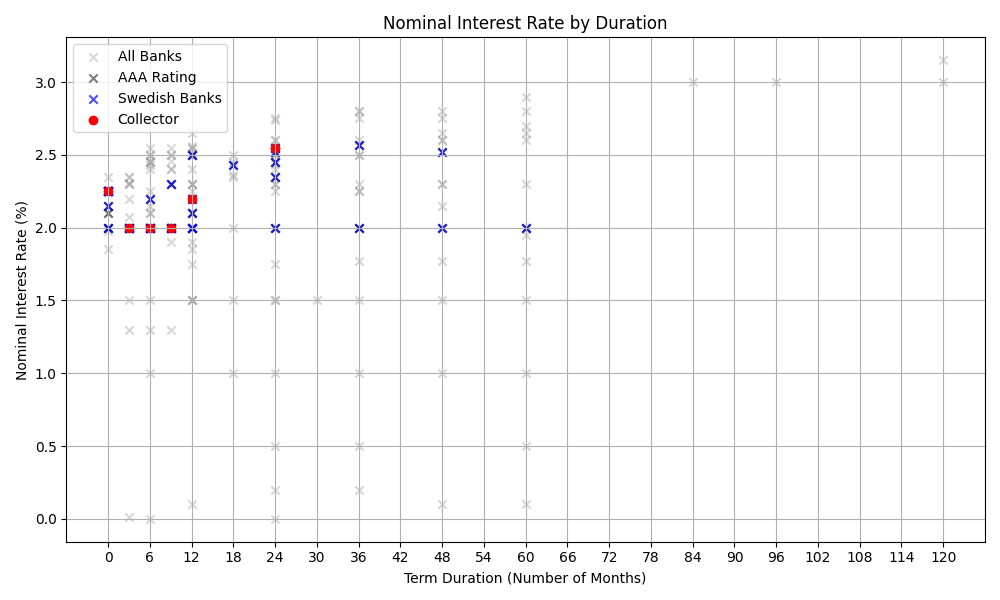 Nominal Interest Rate by Duration
All Banks
AAA Rating
Swedish Banks
Collector
Nominal Interest Rate (%)
3.0
2.5
2.0
1.5
1.0
0.5
0.0
0 6 12 18 24 30 36 42 48 54 60 66 72 78 84 90 96 102 108 114 120
Term Duration (Number of Months)